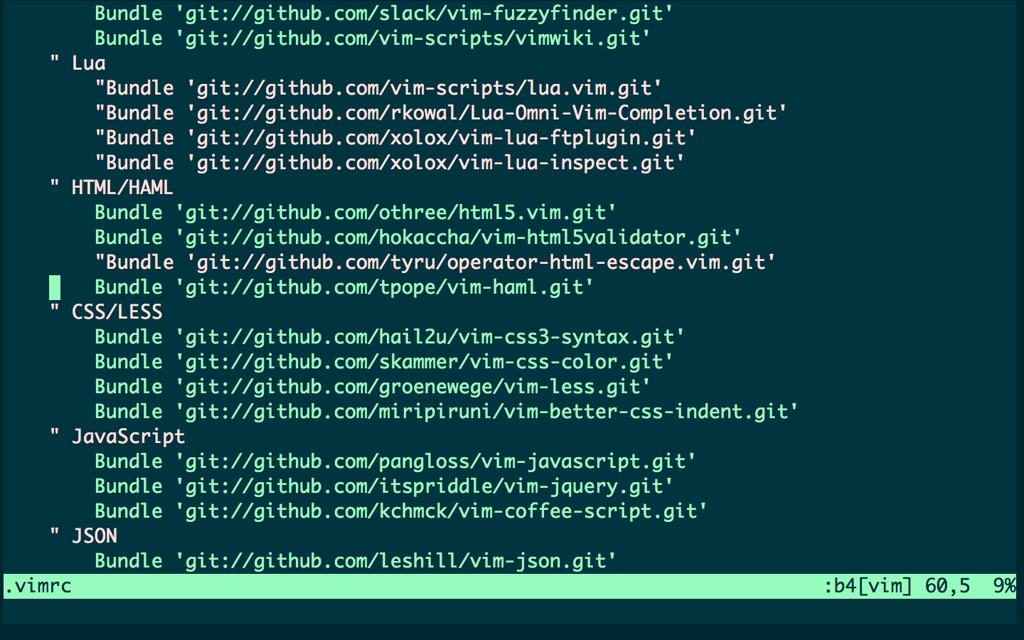 Bundle 'git://github.com/slack/vim-fuzzyfinder.git'
Bundle 'git://github.com/vim-scripts/vimwiki.git'
" Lua
"Bundle 'git://github.com/vim-scripts/lua.vim.git'
"Bundle 'git://github.com/rkowal/Lua-Omni-Vim-Completion.git'
"Bundle 'git://github.com/xolox/vim-lua-ftplugin.git'
"Bundle 'git://github.com/xolox/vim-lua-inspect.git'
" HTML/HAML
Bundle 'git://github.com/othree/html5.vim.git'
Bundle 'git://github.com/hokaccha/vim-html5validator.git'
"Bundle 'git://github.com/tyru/operator-html-escape.vim.git'
Bundle 'git://github.com/tpope/vim-haml.git'
" CSS/LESS
Bundle 'git://github.com/hail2u/vim-css3-syntax.git'
Bundle 'git://github.com/skammer/vim-css-color.git'
Bundle 'git://github.com/groenewege/vim-less.git'
Bundle 'git://github.com/miripiruni/vim-better-css-indent.git'
" JavaScript
Bundle 'git://github.com/pangloss/vim-javascript.git'
Bundle 'git://github.com/itspriddle/vim-jquery.git'
Bundle 'git://github.com/kchmck/vim-coffee-script.git'
" JSON
Bundle 'git://github.com/leshill/vim-json.git'
.vimrc :b4[vim] 60,5 9%